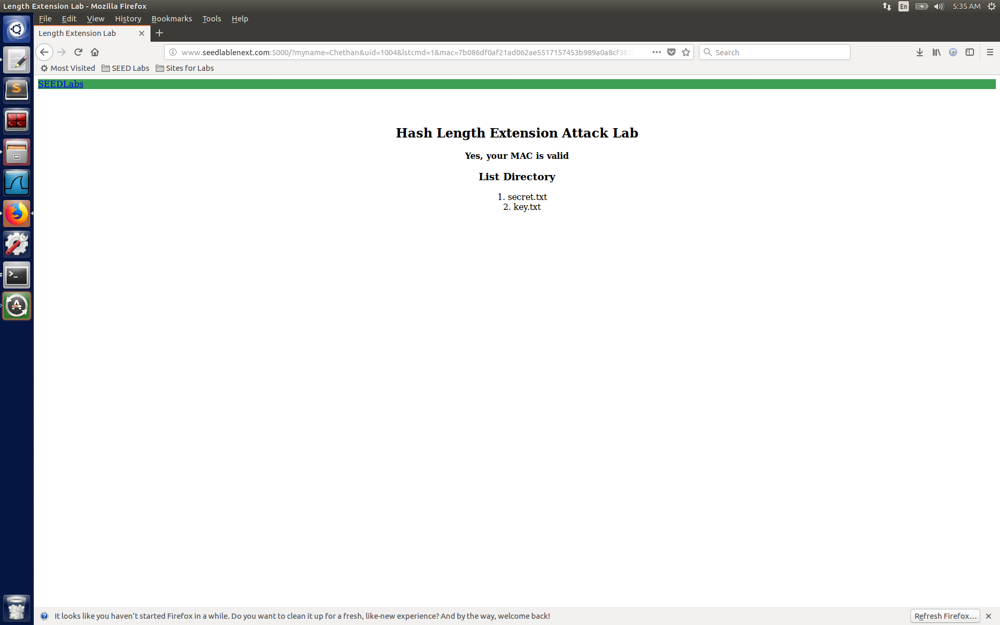 Length Extension Lab - Mozilla Firefox
En
5:35 AM
File Edit View History Bookmarks Tools Help
Length Extension Lab
www.seedlablenext.com:5000/?myname=Chethan&uid=1004&lstcmd=1&mac=7b086df0af21ad062ae5517157453b989a0a8cf382
Search
Most Visited SEED Labs Sites for Labs
SEEDLabs
Hash Length Extension Attack Lab
Yes, your MAC is valid
List Directory
1. secret.txt
2. key.txt
It looks like you haven’t started Firefox in a while. Do you want to clean it up for a fresh, like-new experience? And by the way, welcome back!
Refresh Firefox…